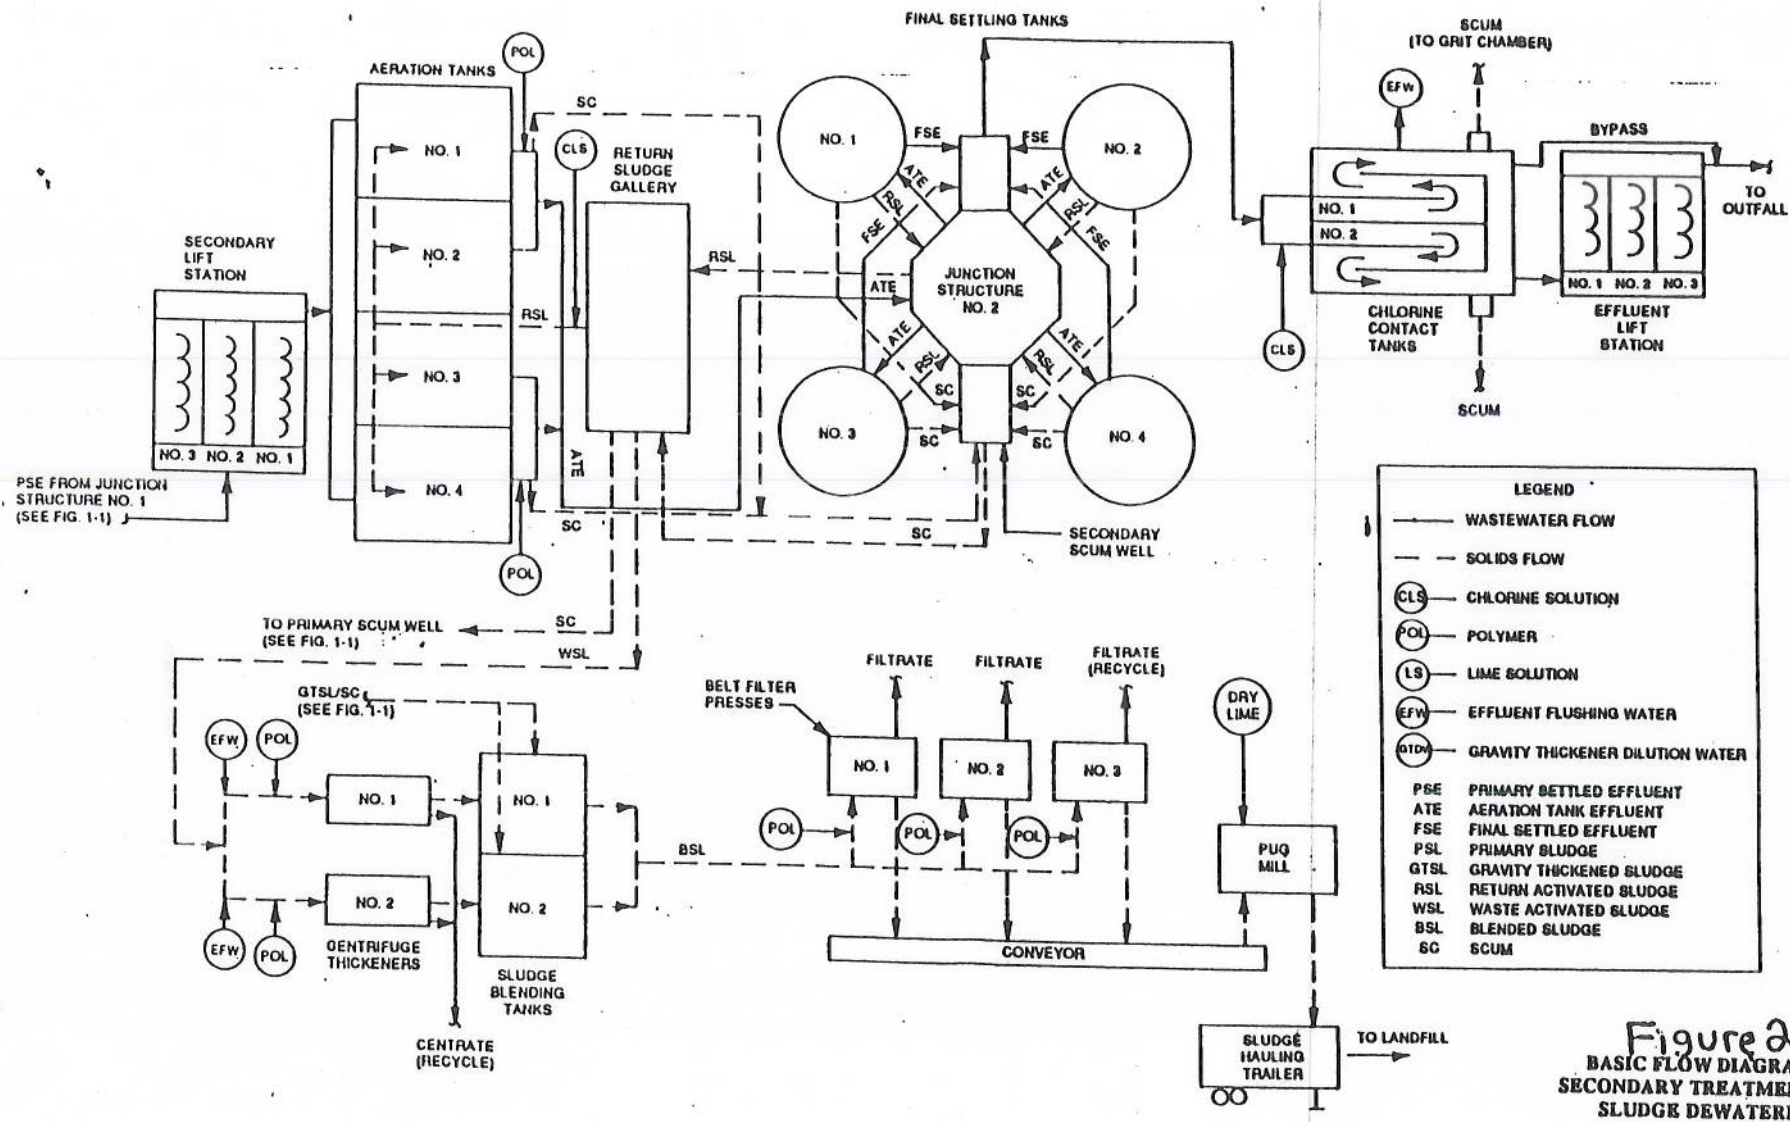 FINAL SETTLING TANKS
SCUM
(TO GRIT CHAMBER)
POL
AERATION TANKS
SC
EFW
CLS
RETURN
SLUDGE
GALLERY
BYPASS
NO. 1
NO. 2
NO. 3
NO. 4
NO. 1
FSE
FSE
NO. 2
ATE
RSL
FSE
ATE
RSL
FSE
TO
OUTFALL
NO. 1
NO. 2
SECONDARY
LIFT
STATION
RSL
ATE
JUNCTION
STRUCTURE
NO. 2
NO. 1
NO. 2
NO. 3
RSL
CHLORINE
CONTACT
TANKS
EFFLUENT
LIFT
STATION
CLS
ATE
RSL
ATE
RSL
SC
SC
SCUM
NO. 3
SC
SC
NO. 4
NO. 3
NO. 2
NO. 1
ATE
PSE FROM JUNCTION
STRUCTURE NO. 1
(SEE FIG. 1-1)
SC
SC
SECONDARY
SCUM WELL
POL
LEGEND
WASTEWATER FLOW
SOLIDS FLOW
CLS CHLORINE SOLUTION
POL POLYMER
LS LIME SOLUTION
EFW EFFLUENT FLUSHING WATER
GTDW GRAVITY THICKENER DILUTION WATER
PSE PRIMARY SETTLED EFFLUENT
ATE AERATION TANK EFFLUENT
FSE FINAL SETTLED EFFLUENT
PSL PRIMARY SLUDGE
GTSL GRAVITY THICKENED SLUDGE
RSL RETURN ACTIVATED SLUDGE
WSL WASTE ACTIVATED SLUDGE
BSL BLENDED SLUDGE
SC SCUM
TO PRIMARY SCUM WELL
(SEE FIG. 1-1)
SC
WSL
GTSL/SC
(SEE FIG. 1-1)
BELT FILTER
PRESSES
FILTRATE
FILTRATE
FILTRATE
(RECYCLE)
DRY
LIME
EFW
POL
NO. 1
NO. 1
NO. 1
NO. 2
NO. 3
POL
POL
POL
BSL
PUG
MILL
NO. 2
NO. 2
EFW
POL
CENTRIFUGE
THICKENERS
SLUDGE
BLENDING
TANKS
CONVEYOR
CENTRATE
(RECYCLE)
SLUDGE
HAULING
TRAILER
TO LANDFILL
Figure 2
BASIC FLOW DIAGRA
SECONDARY TREATME
SLUDGE DEWATER